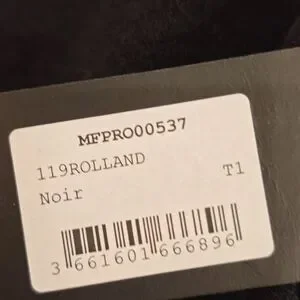 MFPRO00537
119ROLLAND
Noir T1
3 661601 666896